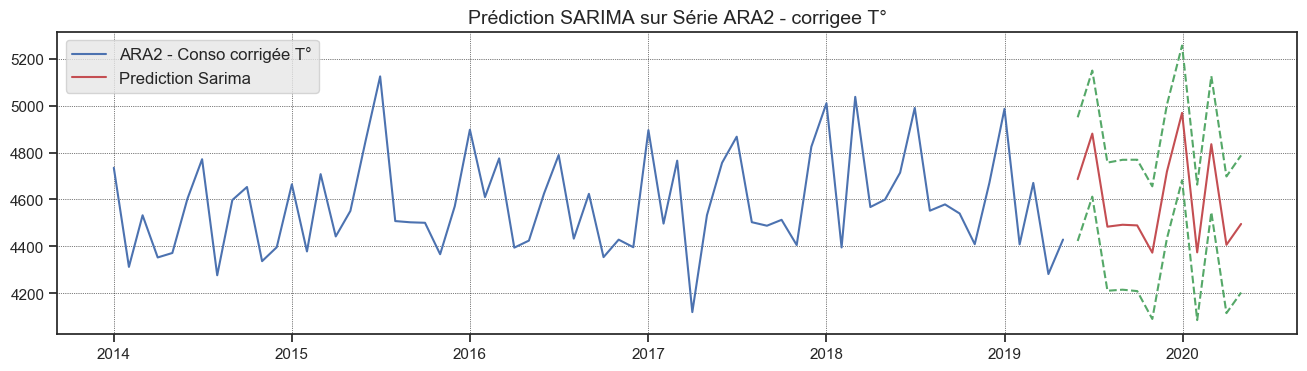 Prédiction SARIMA sur Série ARA2 - corrigee T°
ARA2 - Conso corrigée T°
Prediction Sarima
5200
5000
4800
4600
4400
4200
2014 2015 2016 2017 2018 2019 2020